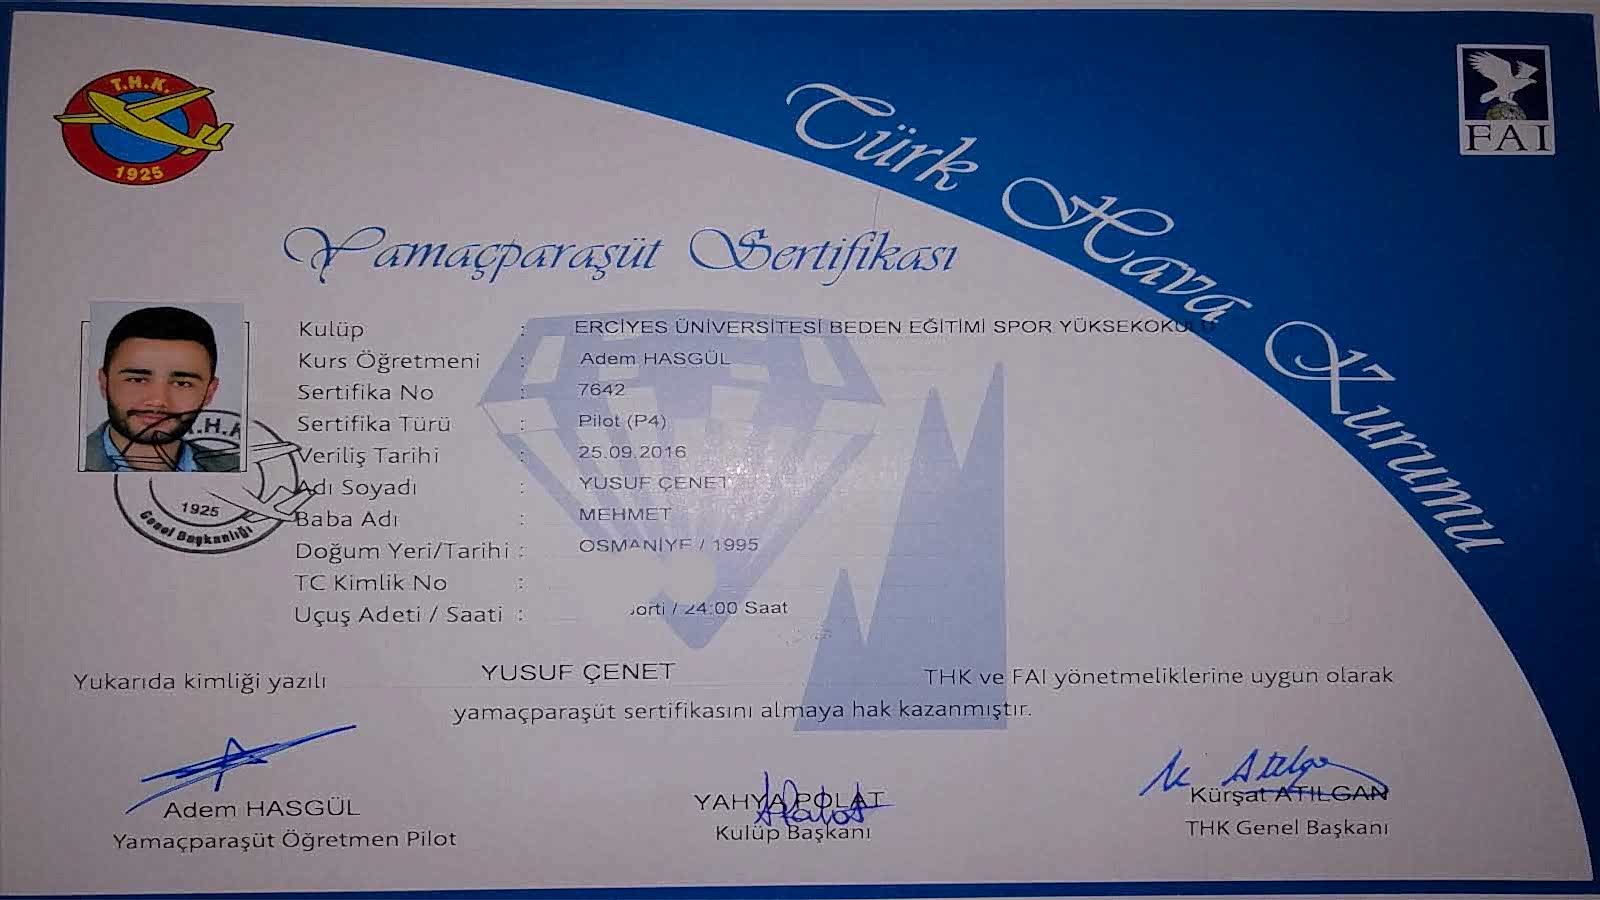 T.H.K.
1925
FAI
Türk Hava Kurumu
Yamaçparaşüt Sertifikası
Kulüp : ERCİYES ÜNİVERSİTESİ BEDEN EĞİTİMİ SPOR YÜKSEKOKULU
Kurs Öğretmeni : Adem HASGÜL
Sertifika No : 7642
Sertifika Türü : Pilot (P4)
Veriliş Tarihi : 25.09.2016
Adı Soyadı : YUSUF ÇENET
Baba Adı : MEHMET
Doğum Yeri/Tarihi : OSMANİYE / 1995
TC Kimlik No :
Uçuş Adeti / Saati : / 24:00 Saat
T.H.K
1925
Genel Başkanlığı
Yukarıda kimliği yazılı YUSUF ÇENET THK ve FAI yönetmeliklerine uygun olarak
yamaçparaşüt sertifikasını almaya hak kazanmıştır.
Adem HASGÜL
Yamaçparaşüt Öğretmen Pilot
YAHYA POLAT
Kulüp Başkanı
Kürşat ATILGAN
THK Genel Başkanı